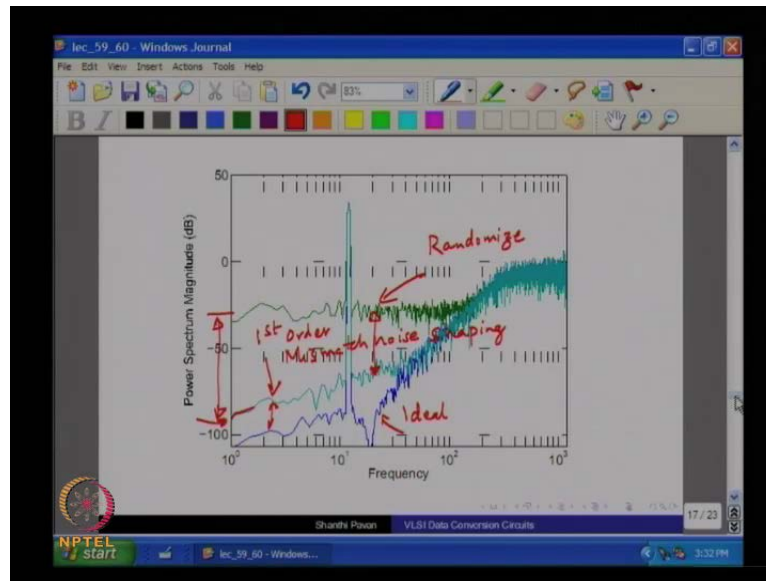 lec_59_60 - Windows Journal
File Edit View Insert Actions Tools Help
83%
B I
50
0
-50
-100
Power Spectrum Magnitude (dB)
Randomize
1st order
Mismatch noise shaping
Ideal
10^0 10^1 10^2 10^3
Frequency
Shanthi Pavan VLSI Data Conversion Circuits
17 / 23
NPTEL
start lec_59_60 - Windows... 3:32 PM